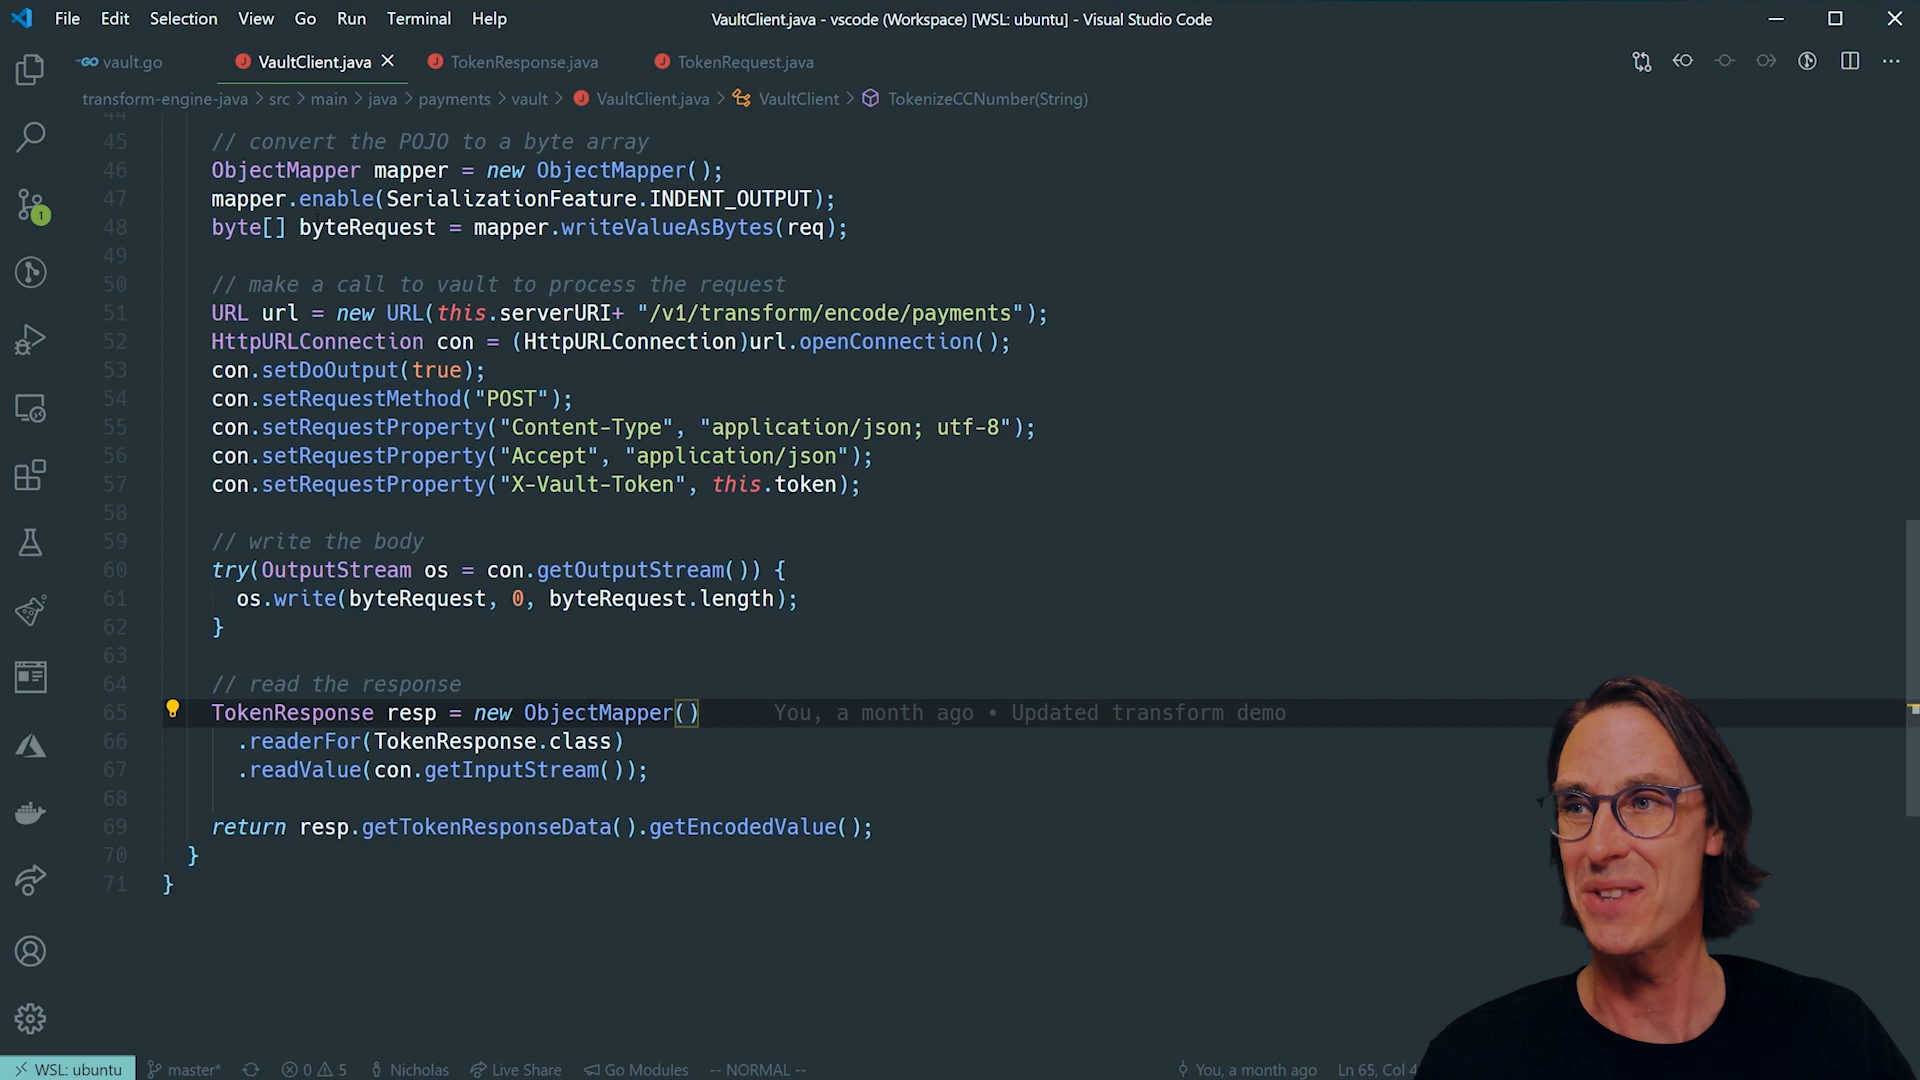 File Edit Selection View Go Run Terminal Help
VaultClient.java - vscode (Workspace) [WSL: ubuntu] - Visual Studio Code
GO vault.go VaultClient.java TokenResponse.java TokenRequest.java
transform-engine-java > src > main > java > payments > vault > VaultClient.java > VaultClient > TokenizeCCNumber(String)
44
45 // convert the POJO to a byte array
46 ObjectMapper mapper = new ObjectMapper();
47 mapper.enable(SerializationFeature.INDENT_OUTPUT);
48 byte[] byteRequest = mapper.writeValueAsBytes(req);
49
50 // make a call to vault to process the request
51 URL url = new URL(this.serverURI+ "/v1/transform/encode/payments");
52 HttpURLConnection con = (HttpURLConnection)url.openConnection();
53 con.setDoOutput(true);
54 con.setRequestMethod("POST");
55 con.setRequestProperty("Content-Type", "application/json; utf-8");
56 con.setRequestProperty("Accept", "application/json");
57 con.setRequestProperty("X-Vault-Token", this.token);
58
59 // write the body
60 try(OutputStream os = con.getOutputStream()) {
61 os.write(byteRequest, 0, byteRequest.length);
62 }
63
64 // read the response
65 TokenResponse resp = new ObjectMapper() You, a month ago • Updated transform demo
66 .readerFor(TokenResponse.class)
67 .readValue(con.getInputStream());
68
69 return resp.getTokenResponseData().getEncodedValue();
70 }
71 }
1
WSL: ubuntu master* 0 5 Nicholas Live Share Go Modules -- NORMAL -- You, a month ago Ln 65, Col